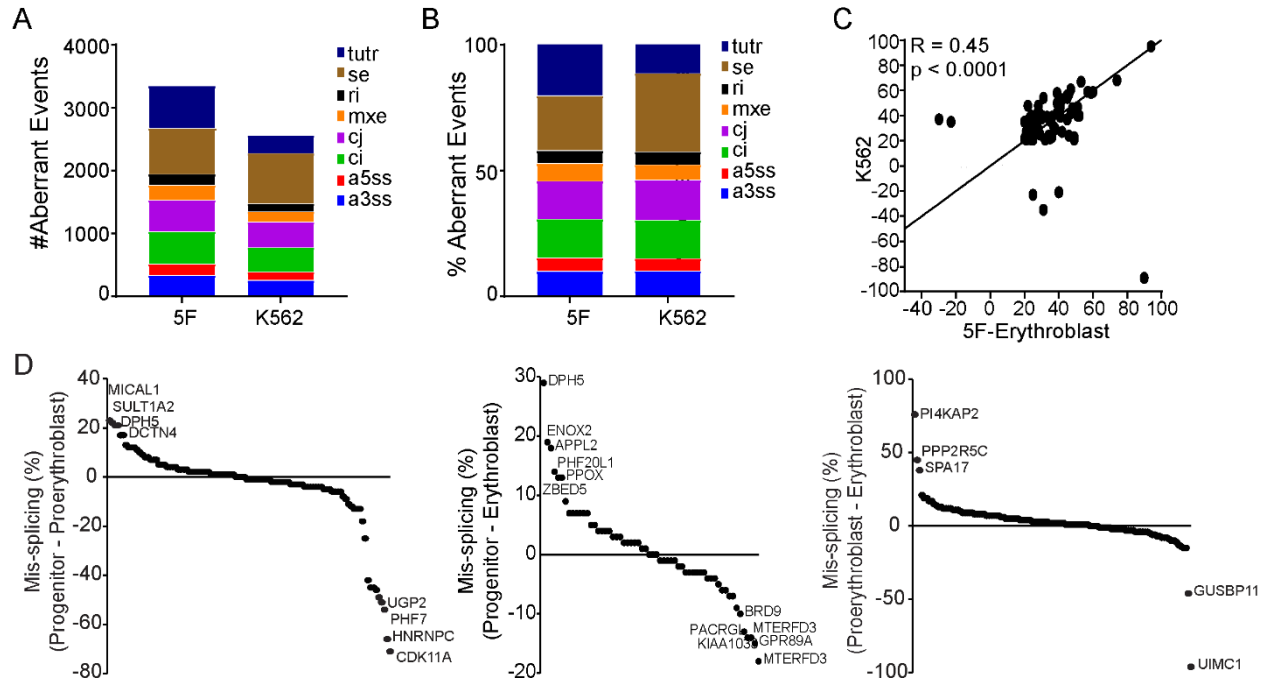 A
#Aberrant Events
4000
3000
2000
1000
0
5F
K562
tutr
se
ri
mxe
cj
ci
a5ss
a3ss
B
% Aberrant Events
100
50
0
5F
K562
tutr
se
ri
mxe
cj
ci
a5ss
a3ss
C
R = 0.45
p < 0.0001
K562
100
80
60
40
20
0
-20
-40
-60
-80
-100
-40 -20 0 20 40 60 80 100
5F-Erythroblast
D
Mis-splicing (%)
(Progenitor - Proerythroblast)
40
20
0
-20
-40
-60
-80
MICAL1
SULT1A2
DPH5
DCTN4
UGP2
PHF7
HNRNPC
CDK11A
Mis-splicing (%)
(Progenitor - Erythroblast)
30
20
10
0
-10
-20
DPH5
ENOX2
APPL2
PHF20L1
PPOX
ZBED5
BRD9
PACRGL MTERFD3
GPR89A
MTERFD3
Mis-splicing (%)
(Proerythroblast - Erythroblast)
100
50
0
-50
-100
PI4KAP2
PPP2R5C
SPA17
GUSBP11
UIMC1